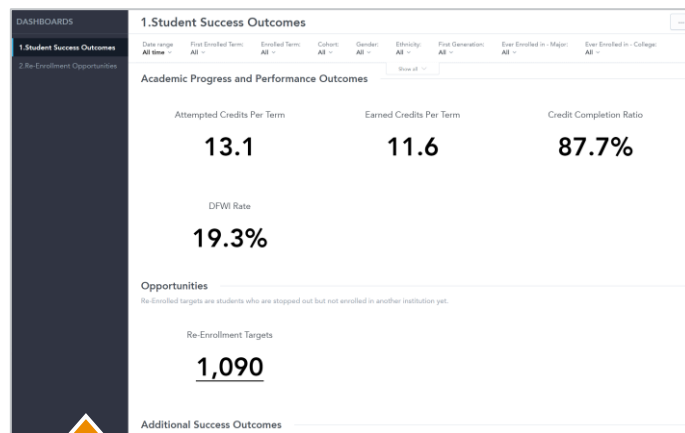 DASHBOARDS
1.Student Success Outcomes
2.Re-Enrollment Opportunities
1.Student Success Outcomes
Date range First Enrolled Term: Enrolled Term: Cohort: Gender: Ethnicity: First Generation: Ever Enrolled in - Major: Ever Enrolled in - College:
All time All All All All All All All All
Show all
Academic Progress and Performance Outcomes
Attempted Credits Per Term Earned Credits Per Term Credit Completion Ratio
13.1 11.6 87.7%
DFWI Rate
19.3%
Opportunities
Re-Enrolled targets are students who are stopped out but not enrolled in another institution yet.
Re-Enrollment Targets
1,090
Additional Success Outcomes